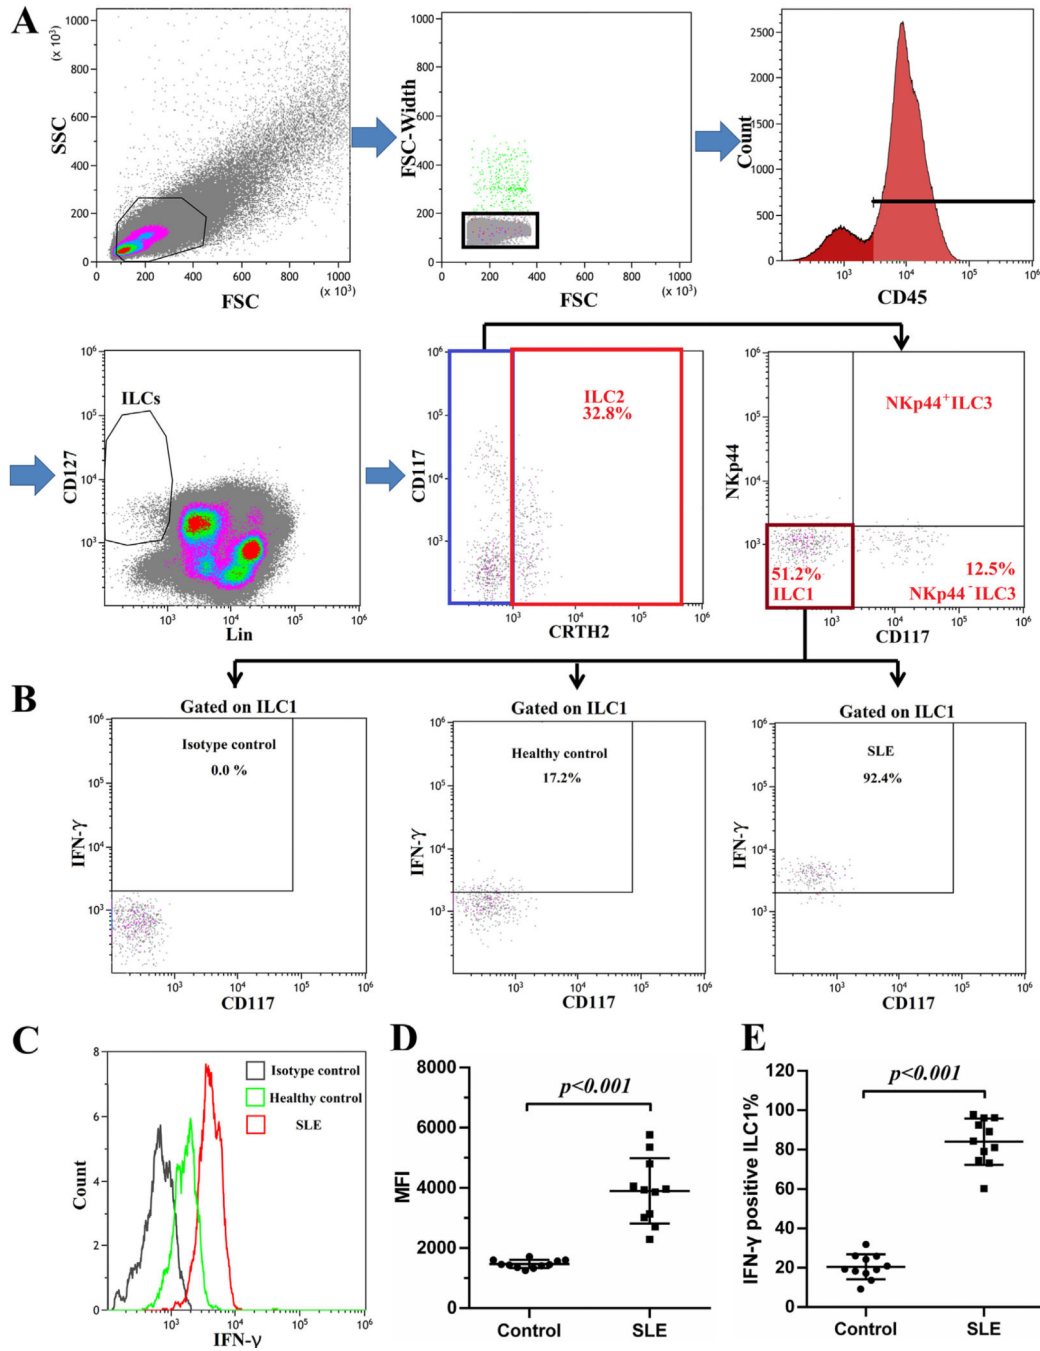 A
(x 10³)
1000
800
600
400
200
0
SSC
0 200 400 600 800 1000
(x 10³)
FSC
(x 10³)
1000
800
600
400
200
0
FSC-Width
200 400 600 800 1000
(x 10³)
FSC
2500
2000
1500
1000
500
0
Count
10³ 10⁴ 10⁵ 10⁶
CD45
10⁶
10⁵
10⁴
10³
CD127
ILCs
10³ 10⁴ 10⁵ 10⁶
Lin
10⁶
10⁵
10⁴
10³
CD117
ILC2
32.8%
10³ 10⁴ 10⁵ 10⁶
CRTH2
10⁶
10⁵
10⁴
10³
NKp44
NKp44⁺ILC3
51.2%
ILC1
12.5%
NKp44⁻ILC3
10³ 10⁴ 10⁵ 10⁶
CD117
B
Gated on ILC1
Isotype control
0.0 %
10⁶
10⁵
10⁴
10³
IFN-γ
10³ 10⁴ 10⁵ 10⁶
CD117
Gated on ILC1
Healthy control
17.2%
10⁶
10⁵
10⁴
10³
IFN-γ
10³ 10⁴ 10⁵ 10⁶
CD117
Gated on ILC1
SLE
92.4%
10⁶
10⁵
10⁴
10³
IFN-γ
10³ 10⁴ 10⁵ 10⁶
CD117
C
8
6
4
2
0
Count
Isotype control
Healthy control
SLE
10³ 10⁴ 10⁵ 10⁶
IFN-γ
D
8000
6000
4000
2000
0
MFI
p<0.001
Control SLE
E
120
100
80
60
40
20
0
IFN-γ positive ILC1%
p<0.001
Control SLE